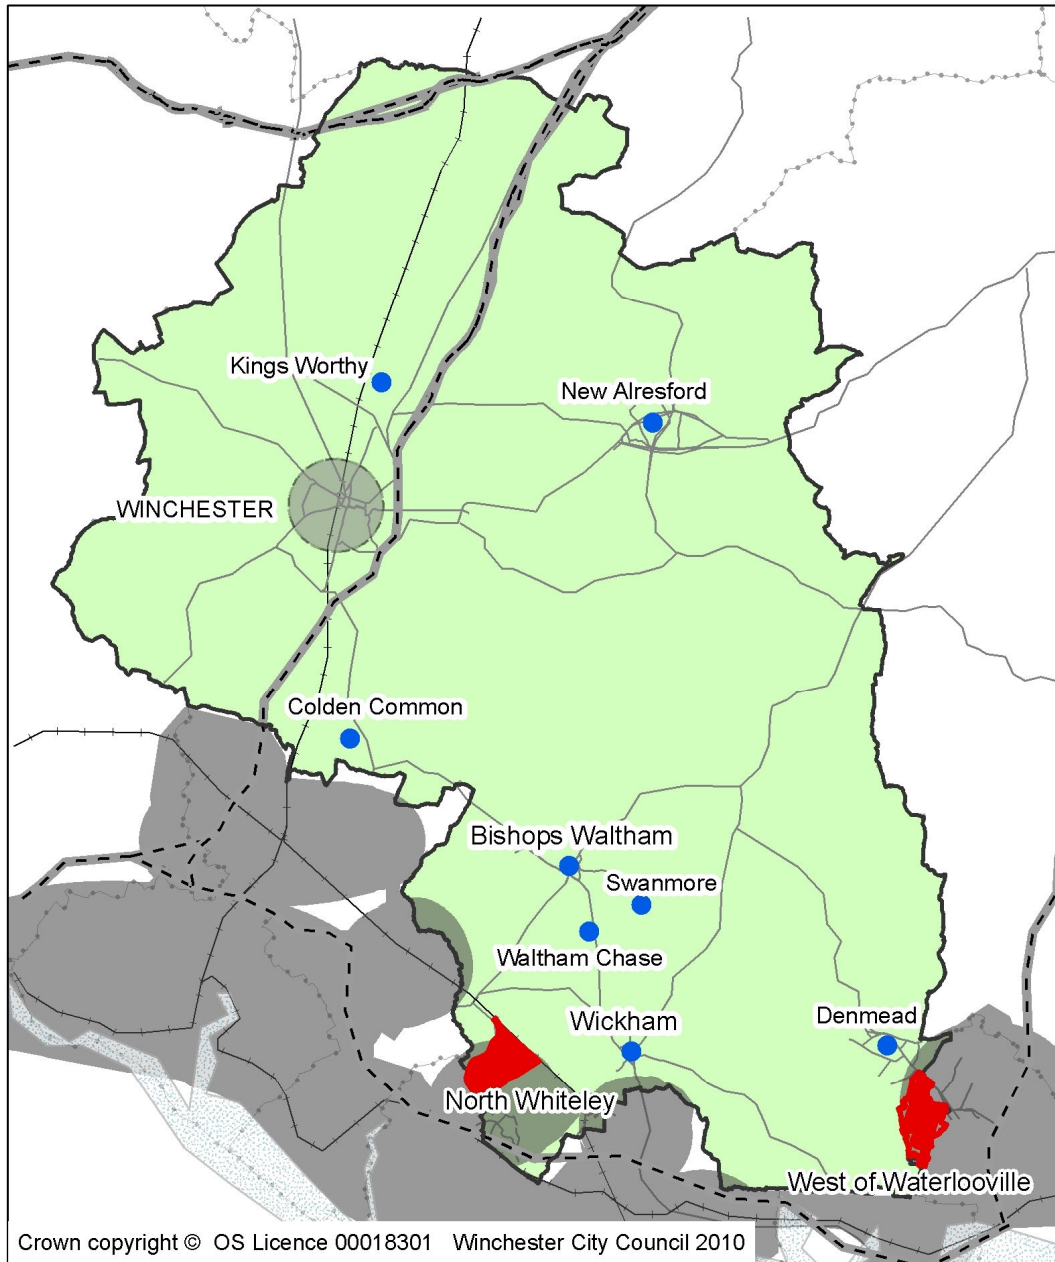 Kings Worthy
New Alresford
WINCHESTER
Colden Common
Bishops Waltham
Swanmore
Waltham Chase
Wickham
Denmead
North Whiteley
West of Waterlooville
Crown copyright © OS Licence 00018301 Winchester City Council 2010